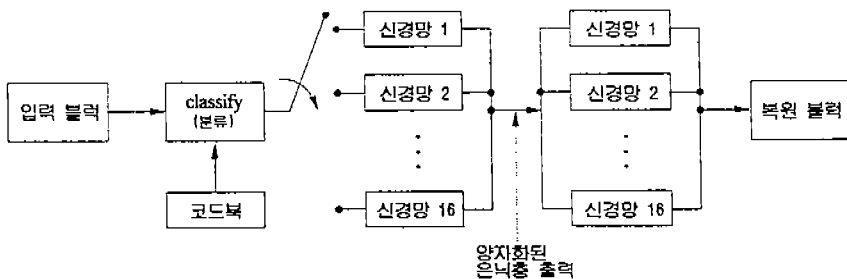 입력 블럭
classify
(분류)
코드북
신경망 1
신경망 2
신경망 16
양자화된
은닉층 출력
신경망 1
신경망 2
신경망 16
복원 블럭